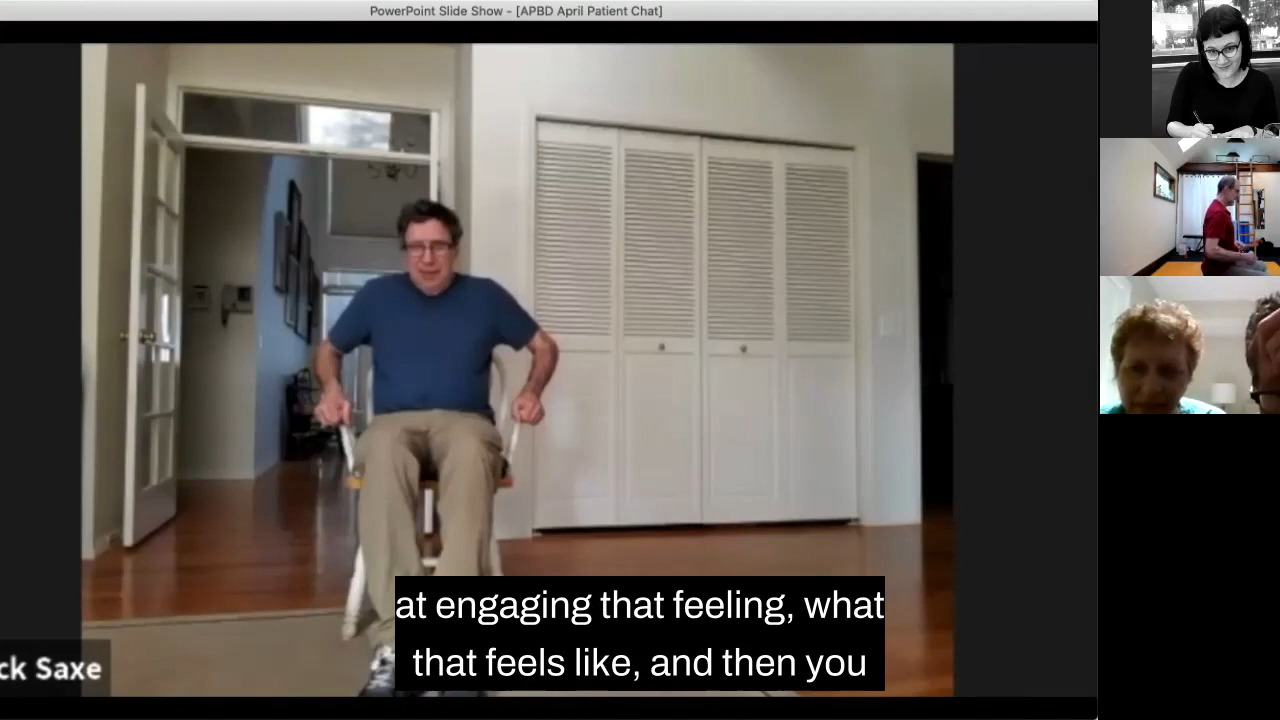 PowerPoint Slide Show - [APBD April Patient Chat]
at engaging that feeling, what
that feels like, and then you
ck Saxe